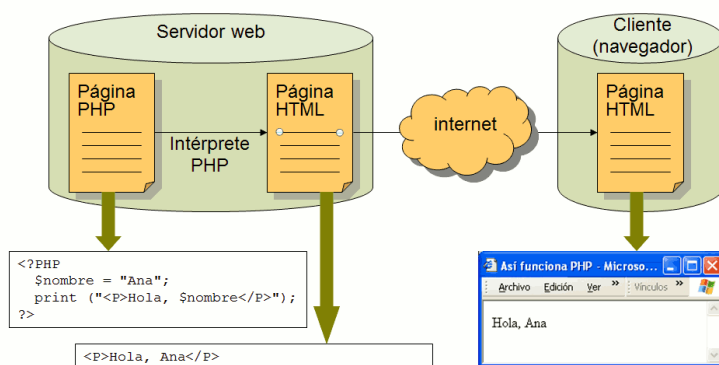 Servidor web
Cliente
(navegador)
Página
PHP
Intérprete
PHP
Página
HTML
internet
Página
HTML
<?PHP
$nombre = "Ana";
print ("<P>Hola, $nombre</P>");
?>
<P>Hola, Ana</P>
Así funciona PHP - Microso...
Archivo Edición Ver » Vínculos »
Hola, Ana